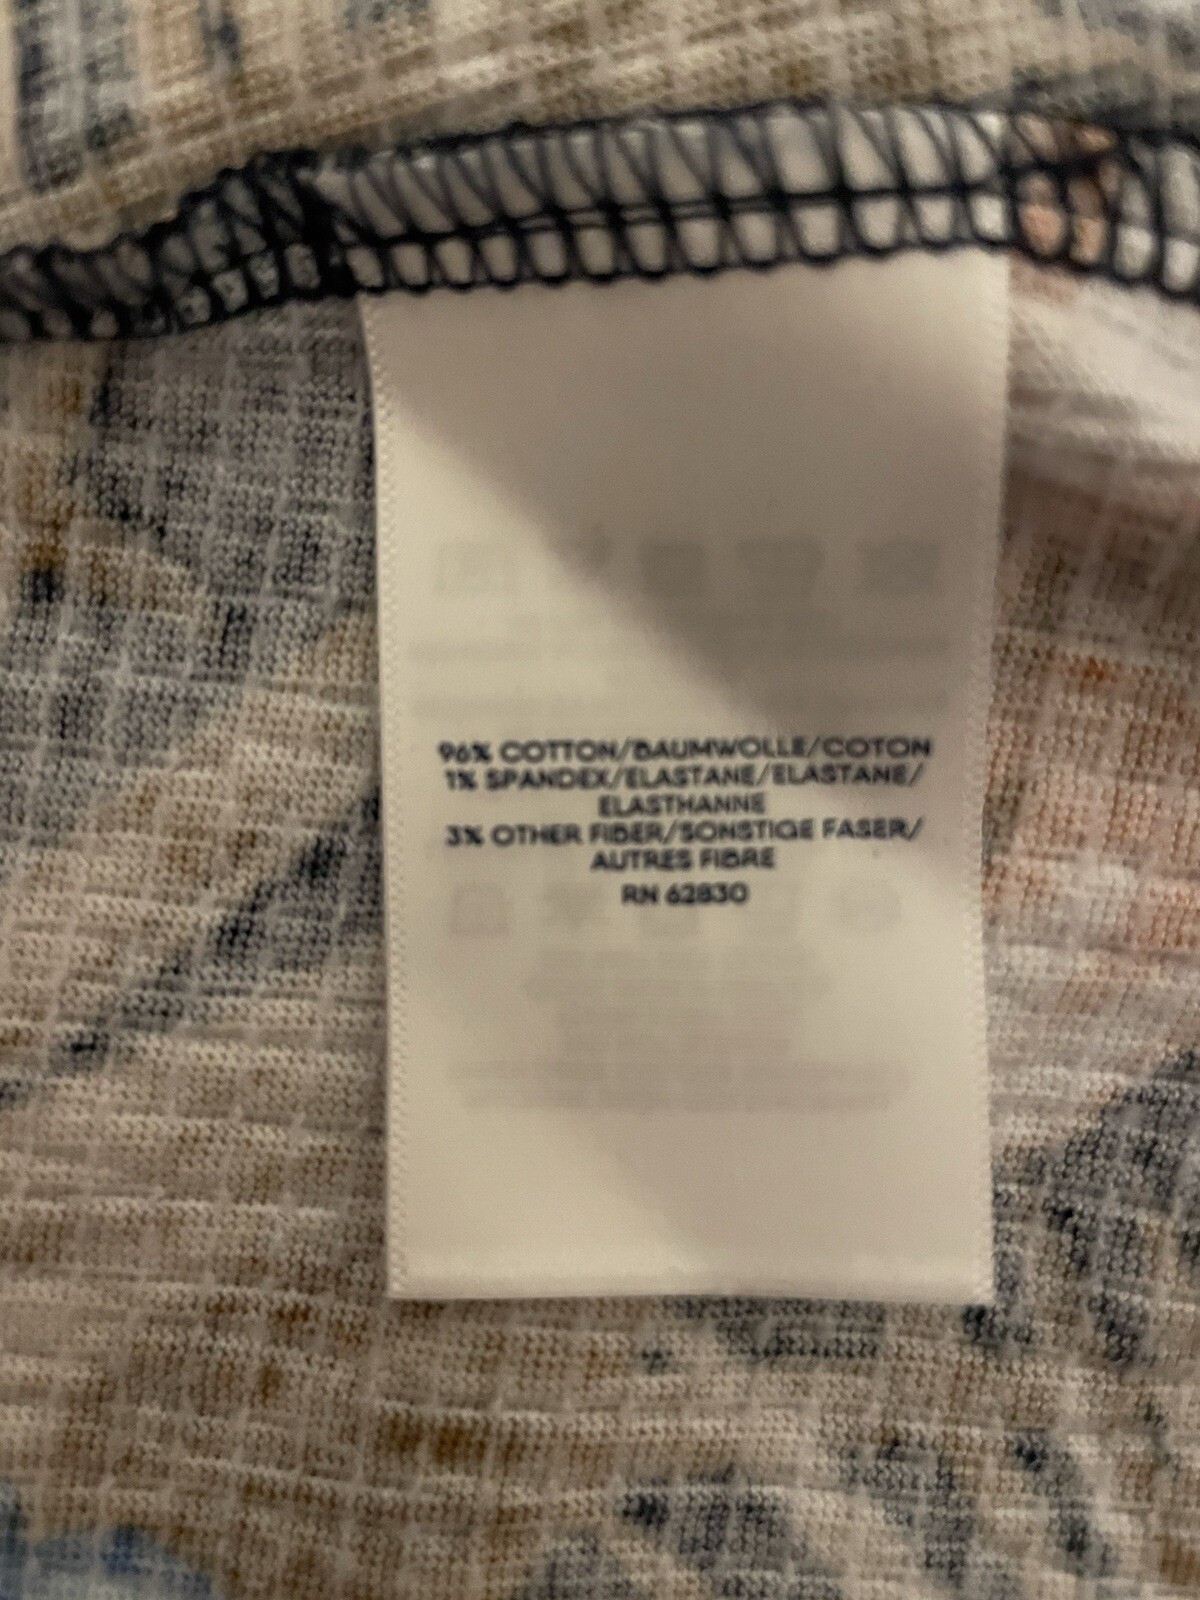 96% COTTON/BAUMWOLLE/COTON
1% SPANDEX/ELASTANE/ELASTANE/
ELASTHANNE
3% OTHER FIBER/SONSTIGE FASER/
AUTRES FIBRE
RN 62830